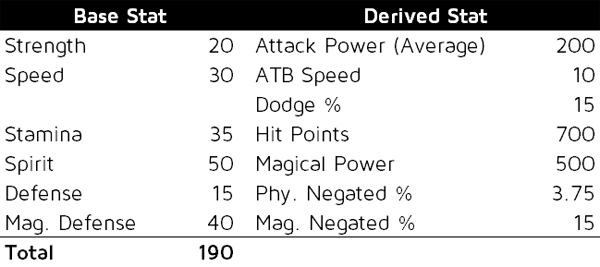 Base Stat Derived Stat
Strength 20 Attack Power (Average) 200
Speed 30 ATB Speed 10
Dodge % 15
Stamina 35 Hit Points 700
Spirit 50 Magical Power 500
Defense 15 Phy. Negated % 3.75
Mag. Defense 40 Mag. Negated % 15
Total 190